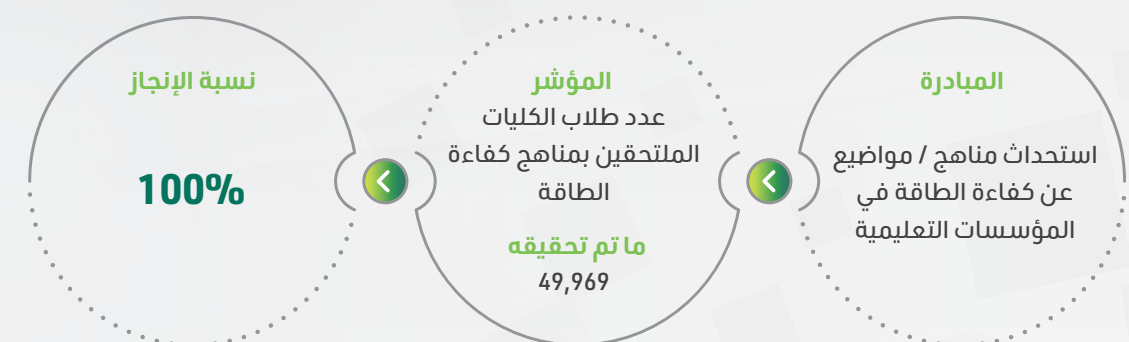 المبادرة
استحداث مناهج / مواضيع
عن كفاءة الطاقة في
المؤسسات التعليمية
المؤشر
عدد طلاب الكليات
الملتحقين بمناهج كفاءة
الطاقة
ما تم تحقيقه
49,969
نسبة الإنجاز
100%